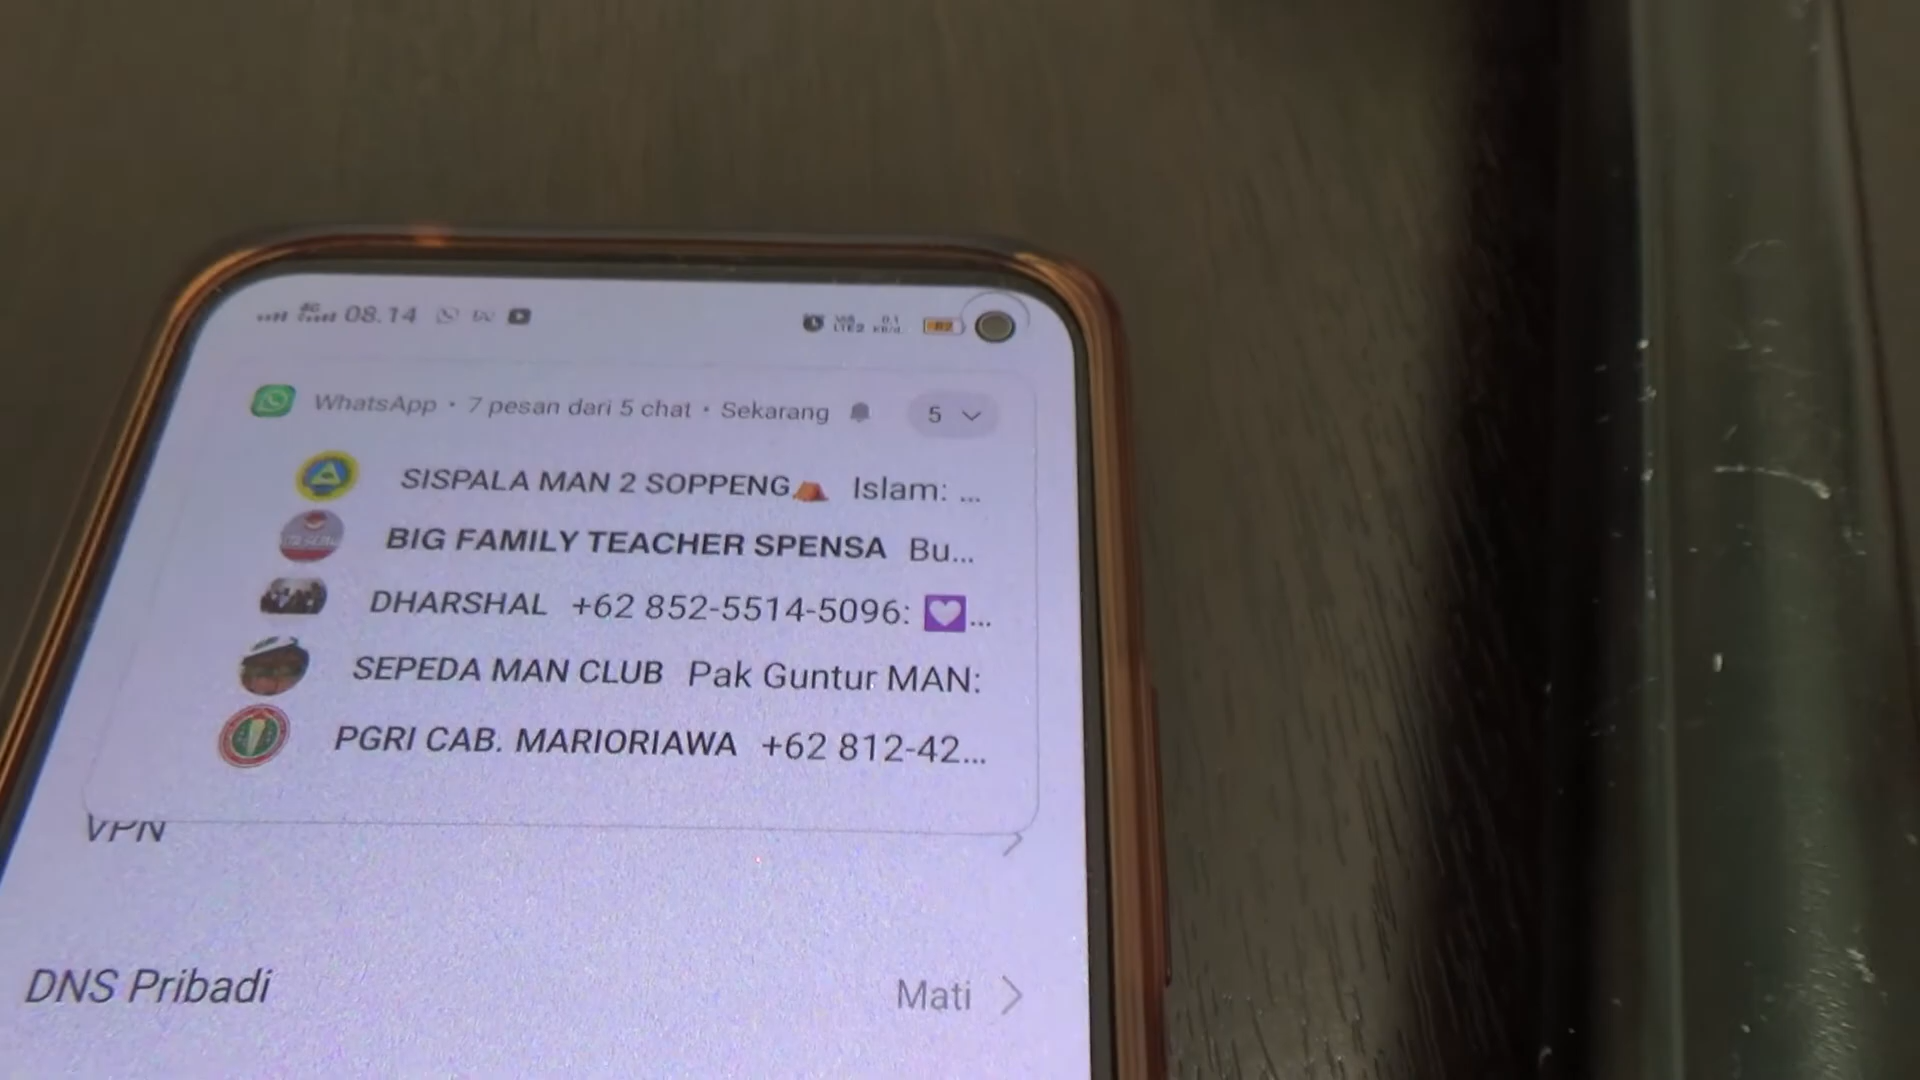 08.14
WhatsApp • 7 pesan dari 5 chat • Sekarang 5
SISPALA MAN 2 SOPPENG⛺ Islam: ...
BIG FAMILY TEACHER SPENSA Bu...
DHARSHAL +62 852-5514-5096: 💟...
SEPEDA MAN CLUB Pak Guntur MAN:
PGRI CAB. MARIORIAWA +62 812-42...
VPN
DNS Pribadi Mati